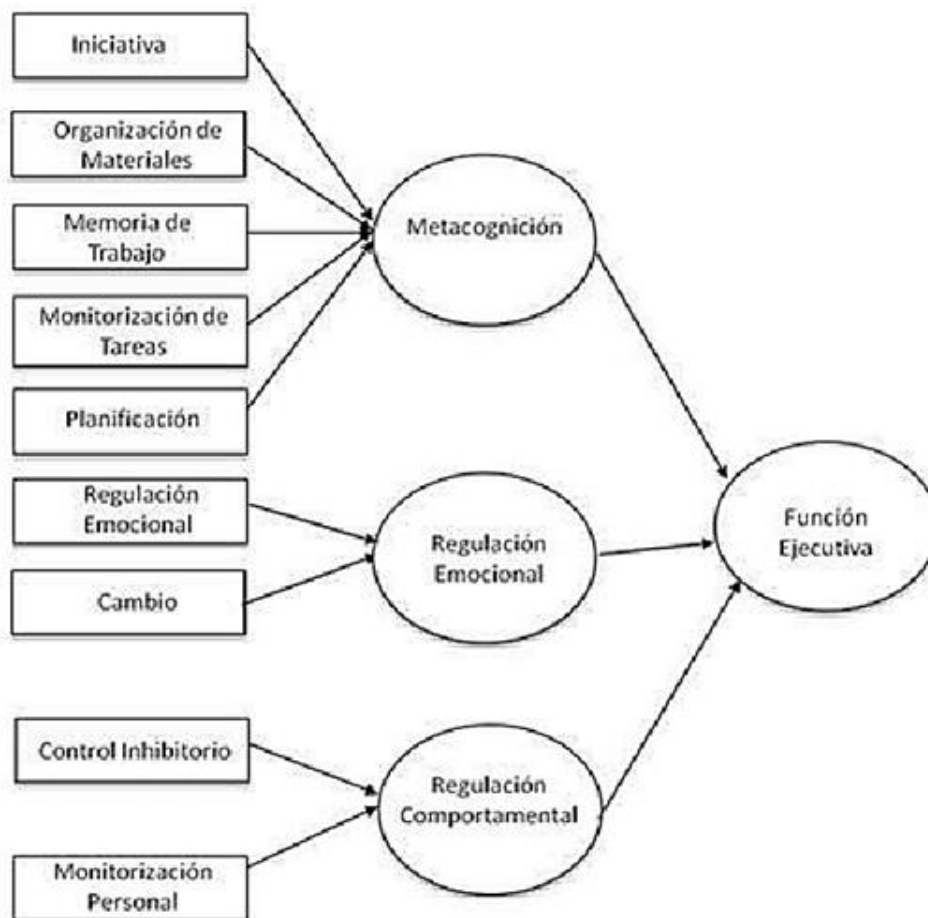 Iniciativa
Organización de
Materiales
Memoria de
Trabajo
Monitorización de
Tareas
Planificación
Regulación
Emocional
Cambio
Control Inhibitorio
Monitorización
Personal
Metacognición
Regulación
Emocional
Regulación
Comportamental
Función
Ejecutiva